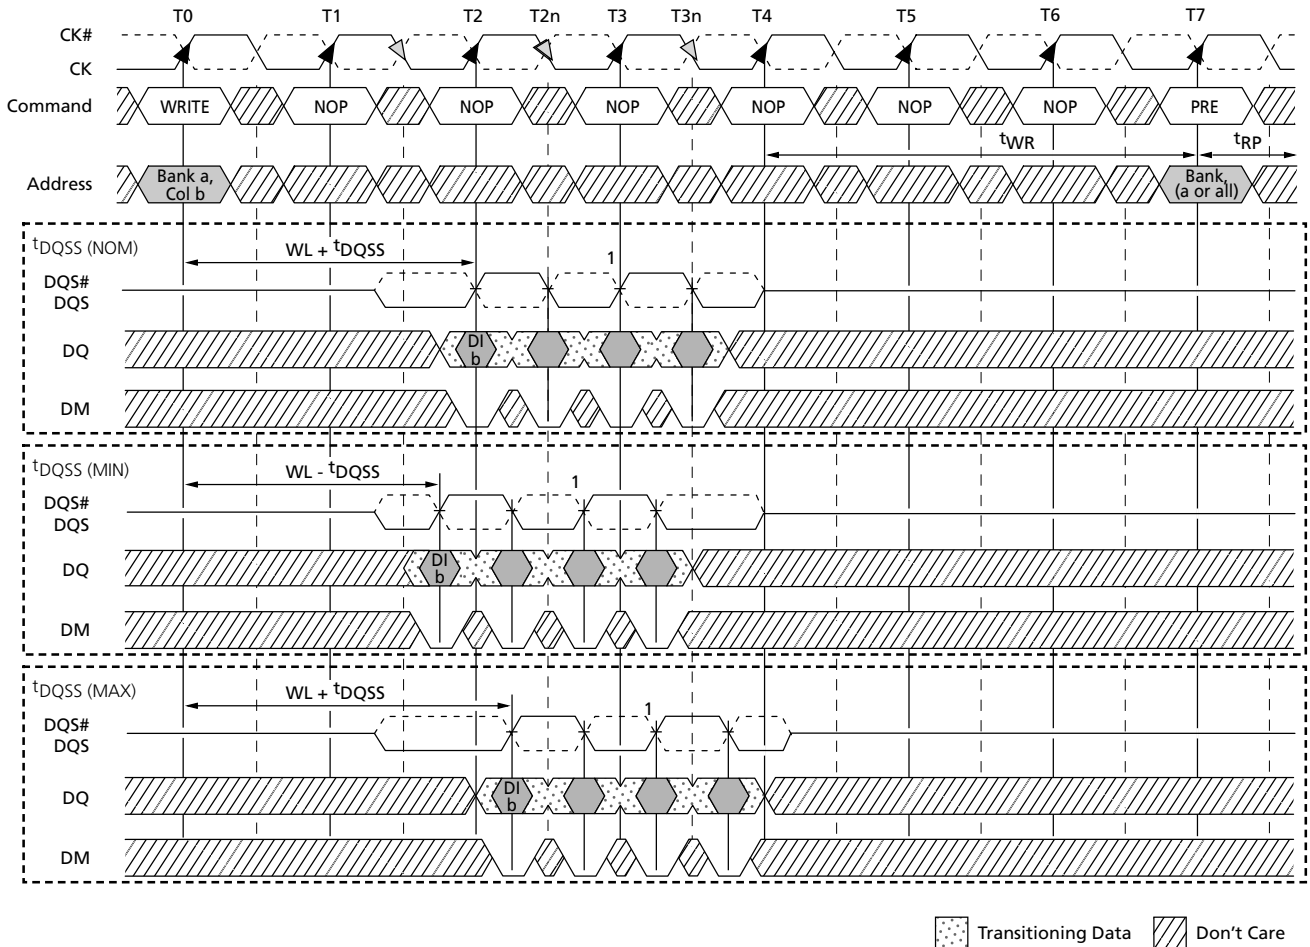 T0 T1 T2 T2n T3 T3n T4 T5 T6 T7
CK#
CK
Command WRITE NOP NOP NOP NOP NOP NOP PRE
tWR tRP
Address Bank a, Col b Bank, (a or all)
tDQSS (NOM)
WL + tDQSS
1
DQS#
DQS
DQ DI b
DM
tDQSS (MIN)
WL - tDQSS
1
DQS#
DQS
DQ DI b
DM
tDQSS (MAX)
WL + tDQSS
1
DQS#
DQS
DQ DI b
DM
Transitioning Data Don't Care